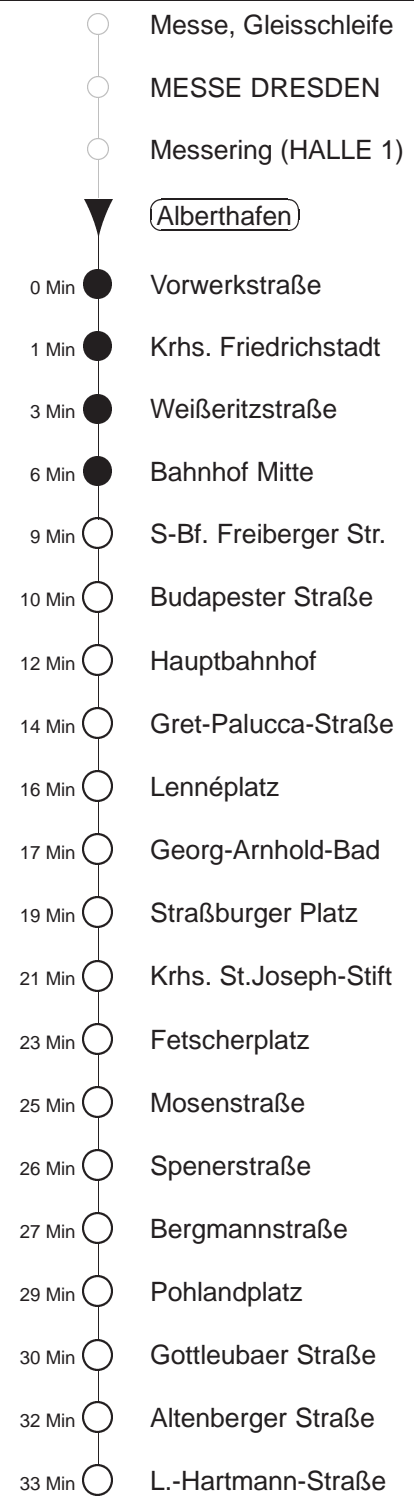 Messe, Gleisschleife
MESSE DRESDEN
Messering (HALLE 1)
Alberthafen
0 Min Vorwerkstraße
1 Min Krhs. Friedrichstadt
3 Min Weißeritzstraße
6 Min Bahnhof Mitte
9 Min S-Bf. Freiberger Str.
10 Min Budapester Straße
12 Min Hauptbahnhof
14 Min Gret-Palucca-Straße
16 Min Lennéplatz
17 Min Georg-Arnhold-Bad
19 Min Straßburger Platz
21 Min Krhs. St.Joseph-Stift
23 Min Fetscherplatz
25 Min Mosenstraße
26 Min Spenerstraße
27 Min Bergmannstraße
29 Min Pohlandplatz
30 Min Gottleubaer Straße
32 Min Altenberger Straße
33 Min L.-Hartmann-Straße